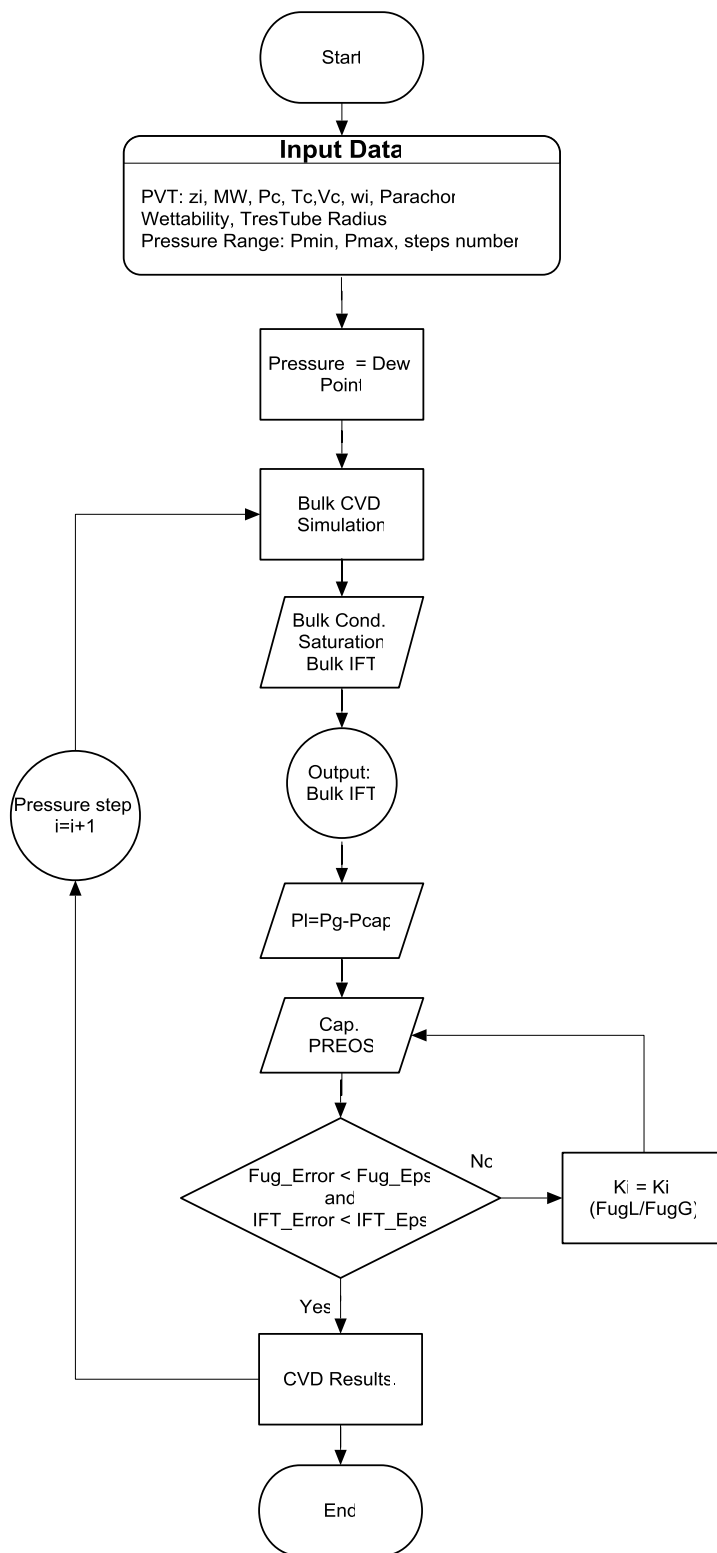 Start
Input Data
PVT: zi, MW, Pc, Tc,Vc, wi, Parachor
Wettability, TresTube Radius
Pressure Range: Pmin, Pmax, steps number
Pressure = Dew
Point
Bulk CVD
Simulation
Bulk Cond.
Saturation
Bulk IFT
Output:
Bulk IFT
Pressure step
i=i+1
Pl=Pg-Pcap
Cap.
PREOS
Fug_Error < Fug_Eps
and
IFT_Error < IFT_Eps
No
Ki = Ki
(FugL/FugG)
Yes
CVD Results.
End